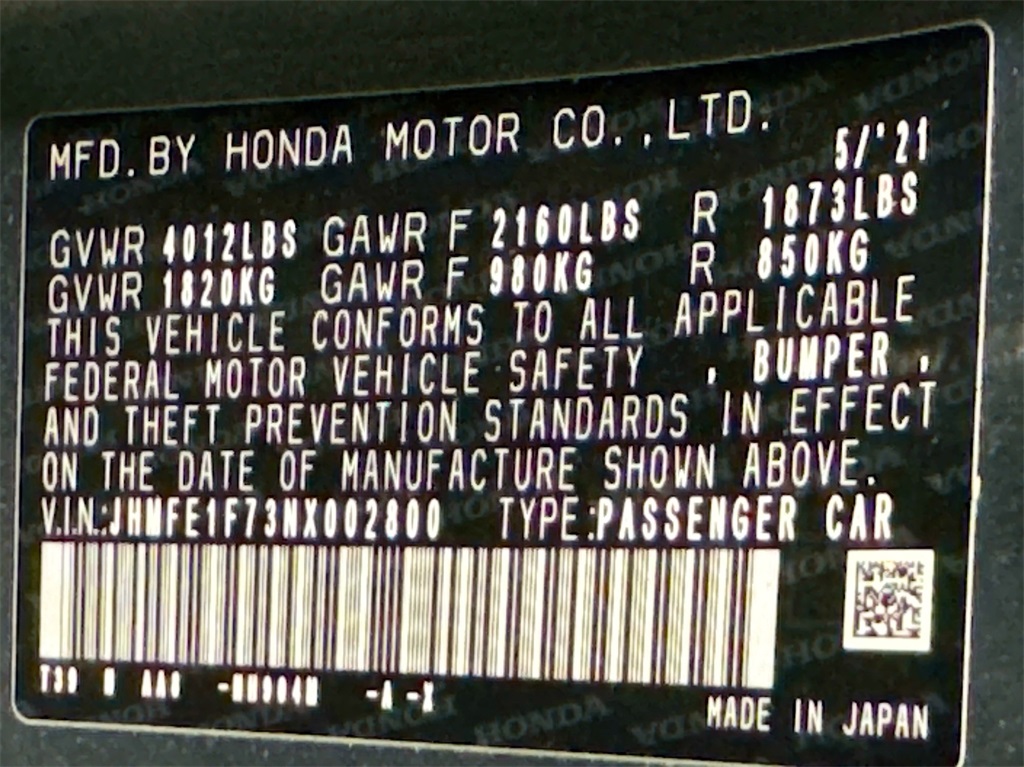 MFD. BY HONDA MOTOR CO., LTD.
5/'21
GVWR 4012LBS GAWR F 2160LBS R 1873LBS
GVWR 1820KG GAWR F 980KG R 850KG
THIS VEHICLE CONFORMS TO ALL APPLICABLE
FEDERAL MOTOR VEHICLE SAFETY , BUMPER ,
AND THEFT PREVENTION STANDARDS IN EFFECT
ON THE DATE OF MANUFACTURE SHOWN ABOVE.
V.I.N.:JHMFE1F73NX002800 TYPE:PASSENGER CAR
-A -X
MADE IN JAPAN